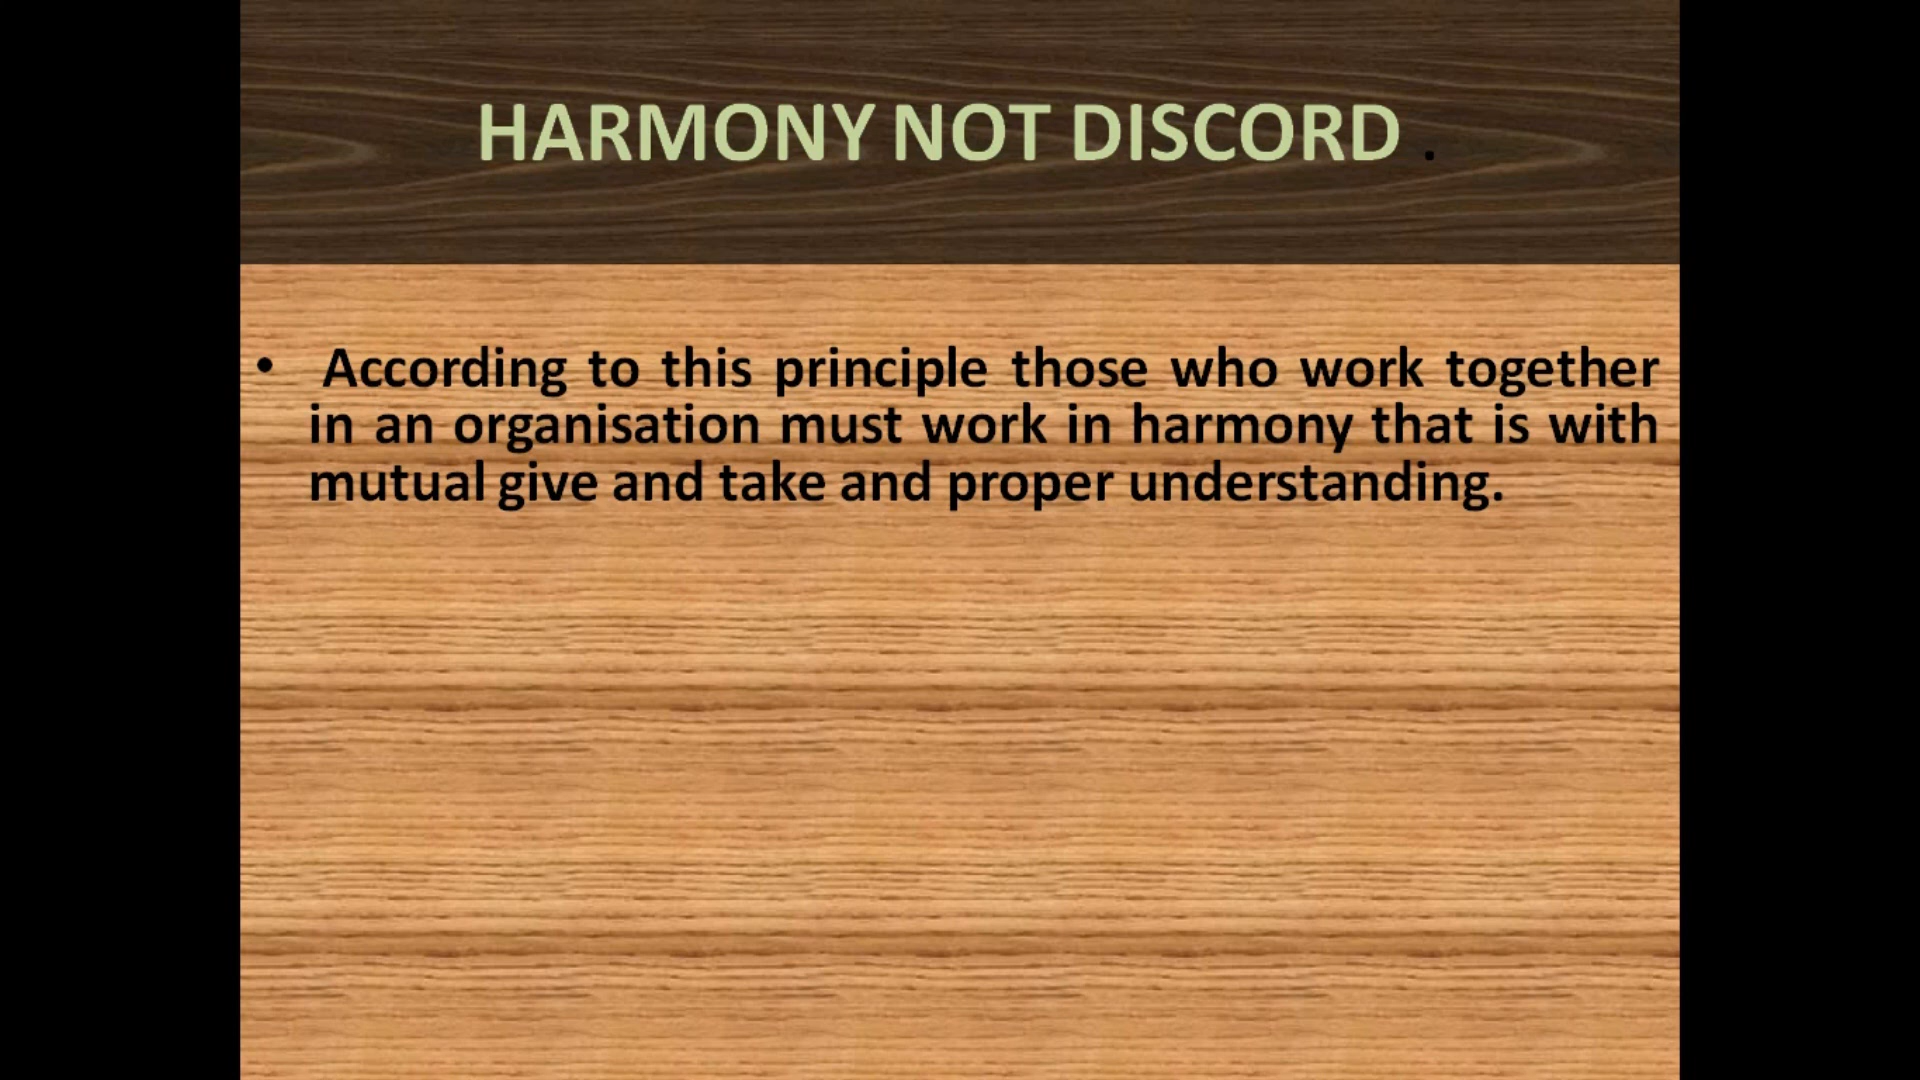 HARMONY NOT DISCORD .
• According to this principle those who work together
in an organisation must work in harmony that is with
mutual give and take and proper understanding.